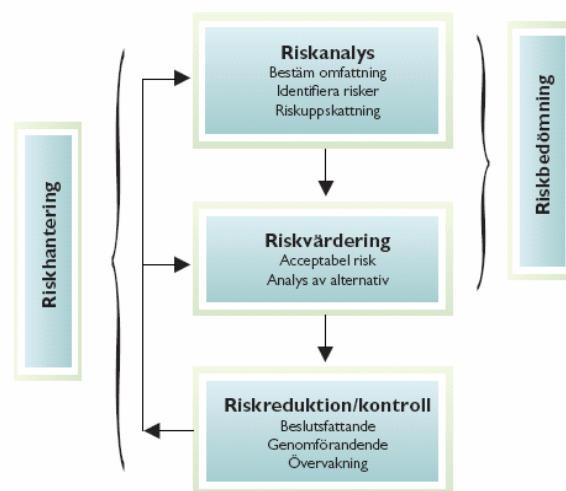 Riskhantering
Riskanalys
Bestäm omfattning
Identifiera risker
Riskuppskattning
Riskvärdering
Acceptabel risk
Analys av alternativ
Riskreduktion/kontroll
Beslutsfattande
Genomförandende
Övervakning
Riskbedömning